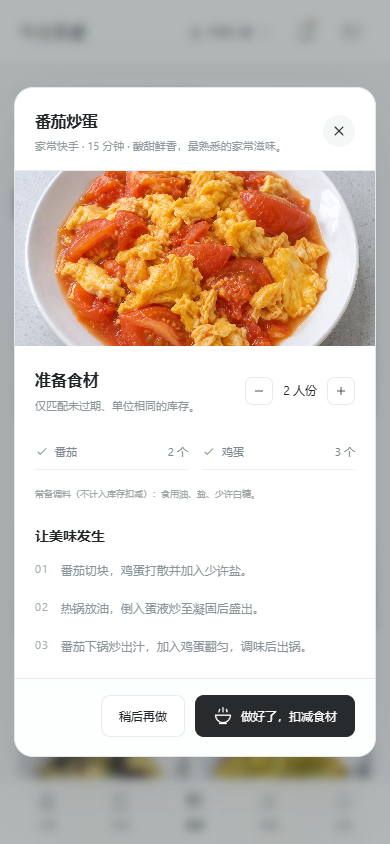 番茄炒蛋
家常快手 · 15 分钟 · 酸甜鲜香，是熟悉的家常滋味。
准备食材
仅匹配未过期、单位相同的库存。
2 人份
番茄 2 个
鸡蛋 3 个
常备调料（不计入库存扣减）：食用油、盐、少许白糖。
让美味发生
01 番茄切块，鸡蛋打散并加入少许盐。
02 热锅放油，倒入蛋液炒至凝固后盛出。
03 番茄下锅炒出汁，加入鸡蛋翻匀，调味后出锅。
稍后再做
做好了，扣减食材